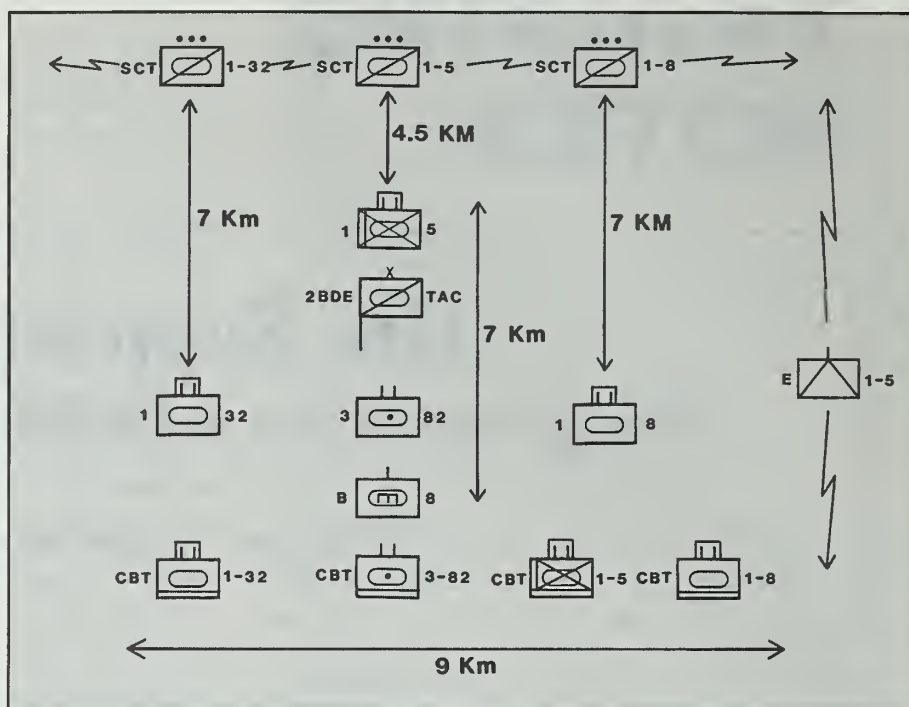 SCT 1-32 SCT 1-5 SCT 1-8
4.5 KM
7 Km
7 KM
1 5
2BDE TAC
7 Km
E 1-5
1 32
3 82
1 8
B 8
CBT 1-32
CBT 3-82
CBT 1-5
CBT 1-8
9 Km